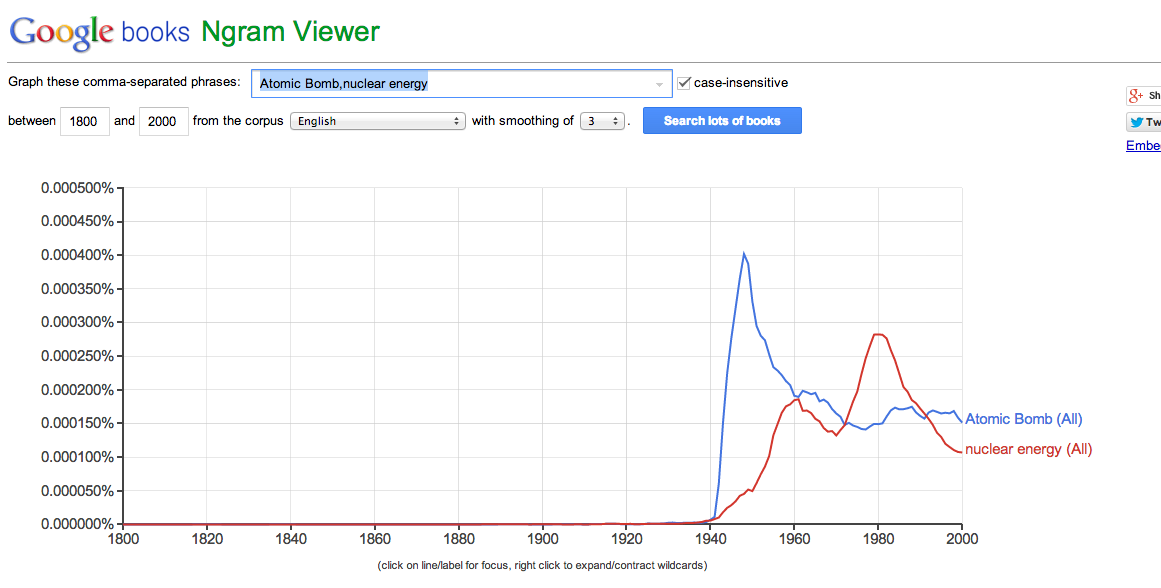 Google books Ngram Viewer
Graph these comma-separated phrases: Atomic Bomb,nuclear energy case-insensitive
between 1800 and 2000 from the corpus English with smoothing of 3 . Search lots of books
Embe
0.000500%
0.000450%
0.000400%
0.000350%
0.000300%
0.000250%
0.000200%
0.000150%
0.000100%
0.000050%
0.000000%
Atomic Bomb (All)
nuclear energy (All)
1800 1820 1840 1860 1880 1900 1920 1940 1960 1980 2000
(click on line/label for focus, right click to expand/contract wildcards)